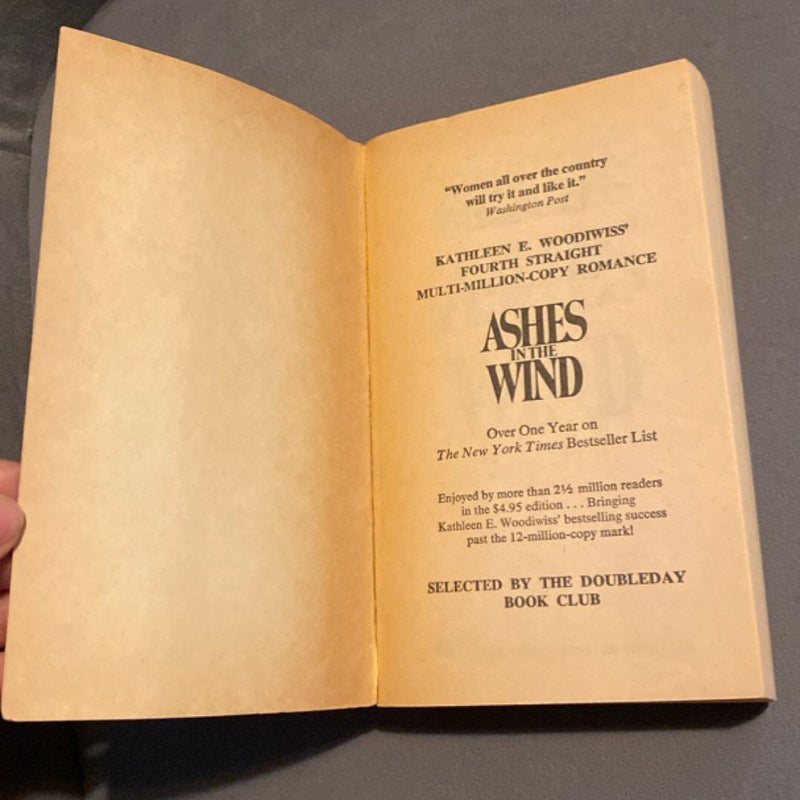 "Women all over the country
will try it and like it."
Washington Post
KATHLEEN E. WOODIWISS'
FOURTH STRAIGHT
MULTI-MILLION-COPY ROMANCE
ASHES
IN THE
WIND
Over One Year on
The New York Times Bestseller List
Enjoyed by more than 2½ million readers
in the $4.95 edition . . . Bringing
Kathleen E. Woodiwiss' bestselling success
past the 12-million-copy mark!
SELECTED BY THE DOUBLEDAY
BOOK CLUB